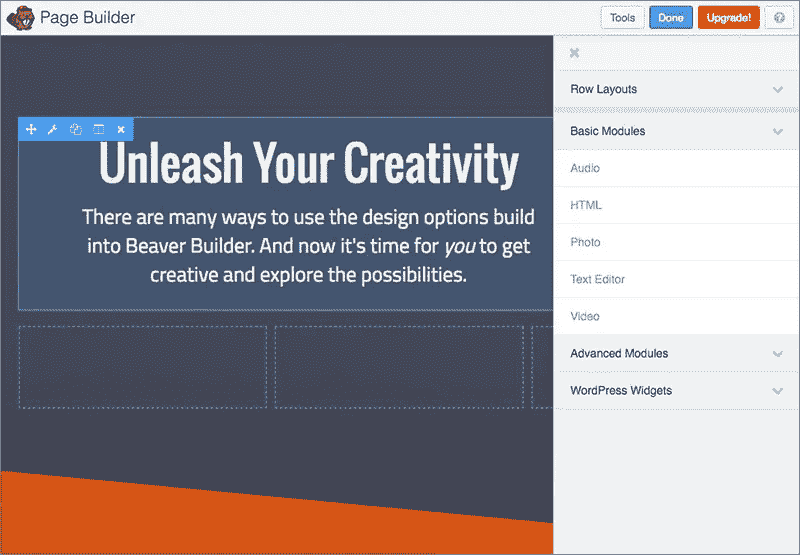 Page Builder
Tools
Done
Upgrade!
Unleash Your Creativity
There are many ways to use the design options build
into Beaver Builder. And now it's time for you to get
creative and explore the possibilities.
Row Layouts
Basic Modules
Audio
HTML
Photo
Text Editor
Video
Advanced Modules
WordPress Widgets